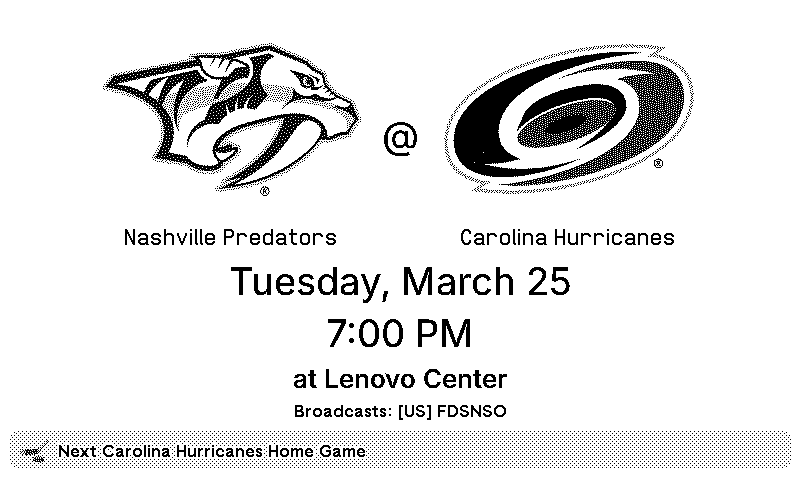 @
® ®
Nashville Predators Carolina Hurricanes
Tuesday, March 25
7:00 PM
at Lenovo Center
Broadcasts: [US] FDSNSO
Next Carolina Hurricanes Home Game